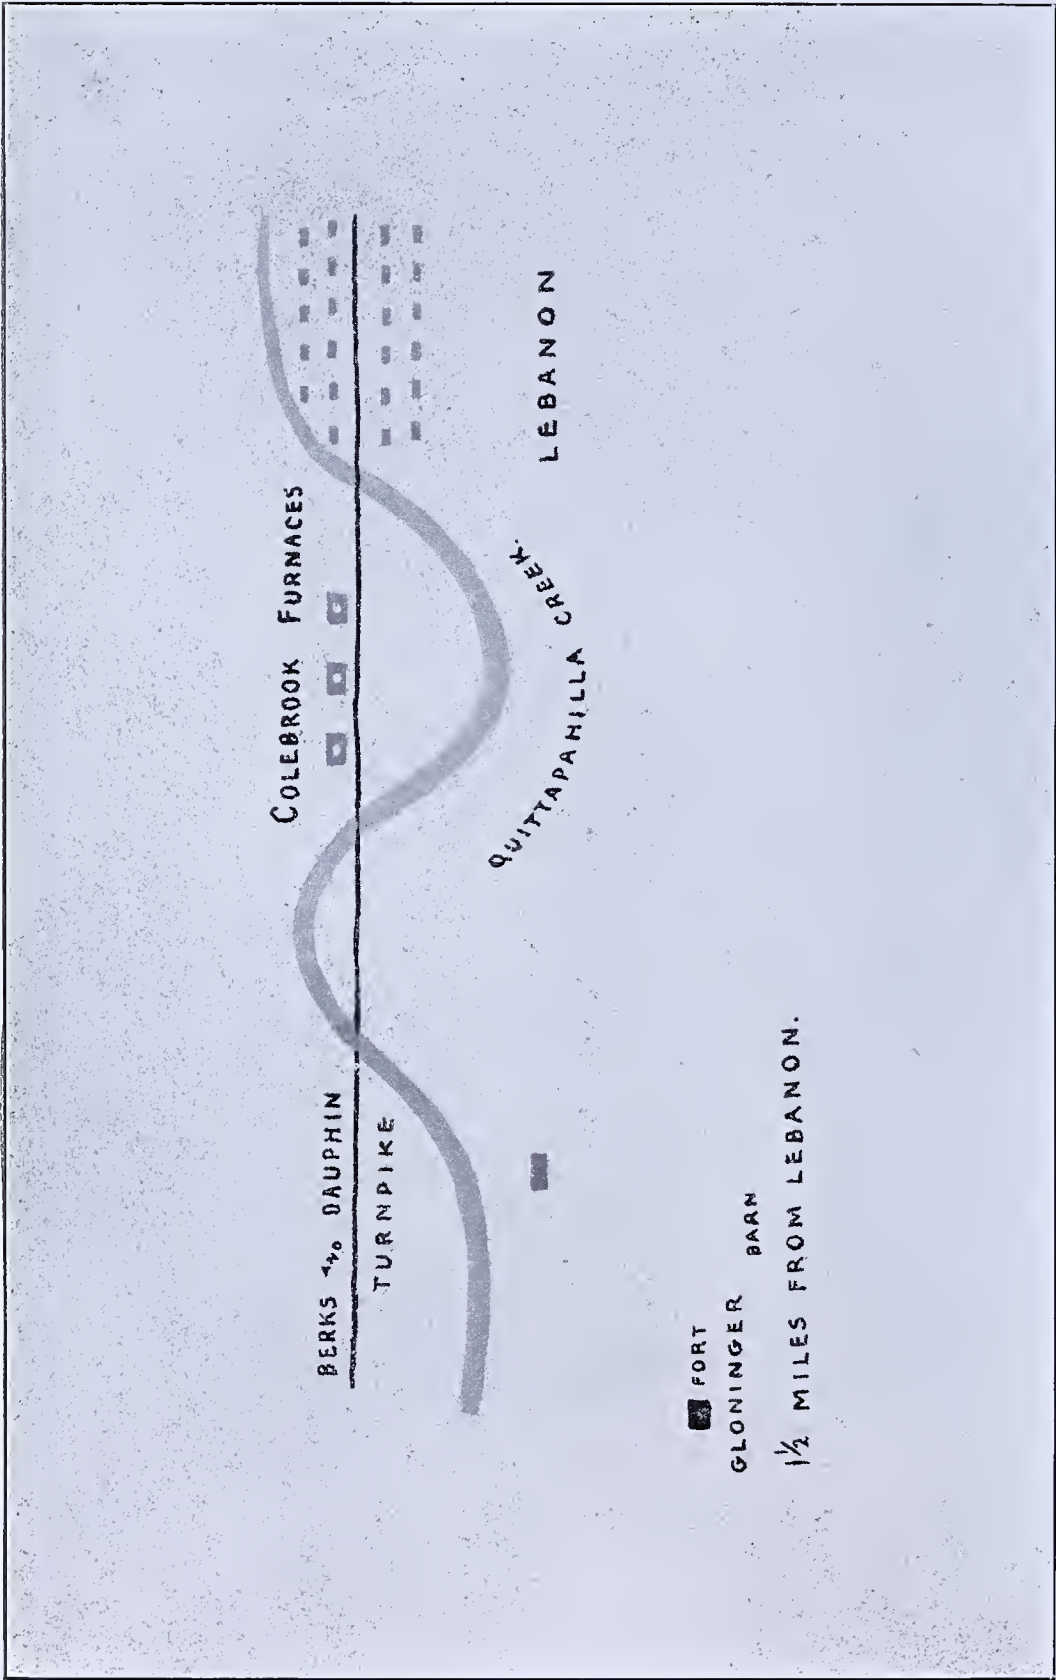 COLEBROOK FURNACES
BERKS AND DAUPHIN
TURNPIKE
LEBANON
QUITTAPAHILLA CREEK.
FORT
GLONINGER BARN
1½ MILES FROM LEBANON.